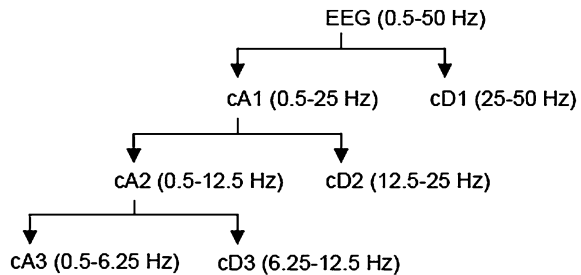 EEG (0.5-50 Hz)
cA1 (0.5-25 Hz) cD1 (25-50 Hz)
cA2 (0.5-12.5 Hz) cD2 (12.5-25 Hz)
cA3 (0.5-6.25 Hz) cD3 (6.25-12.5 Hz)